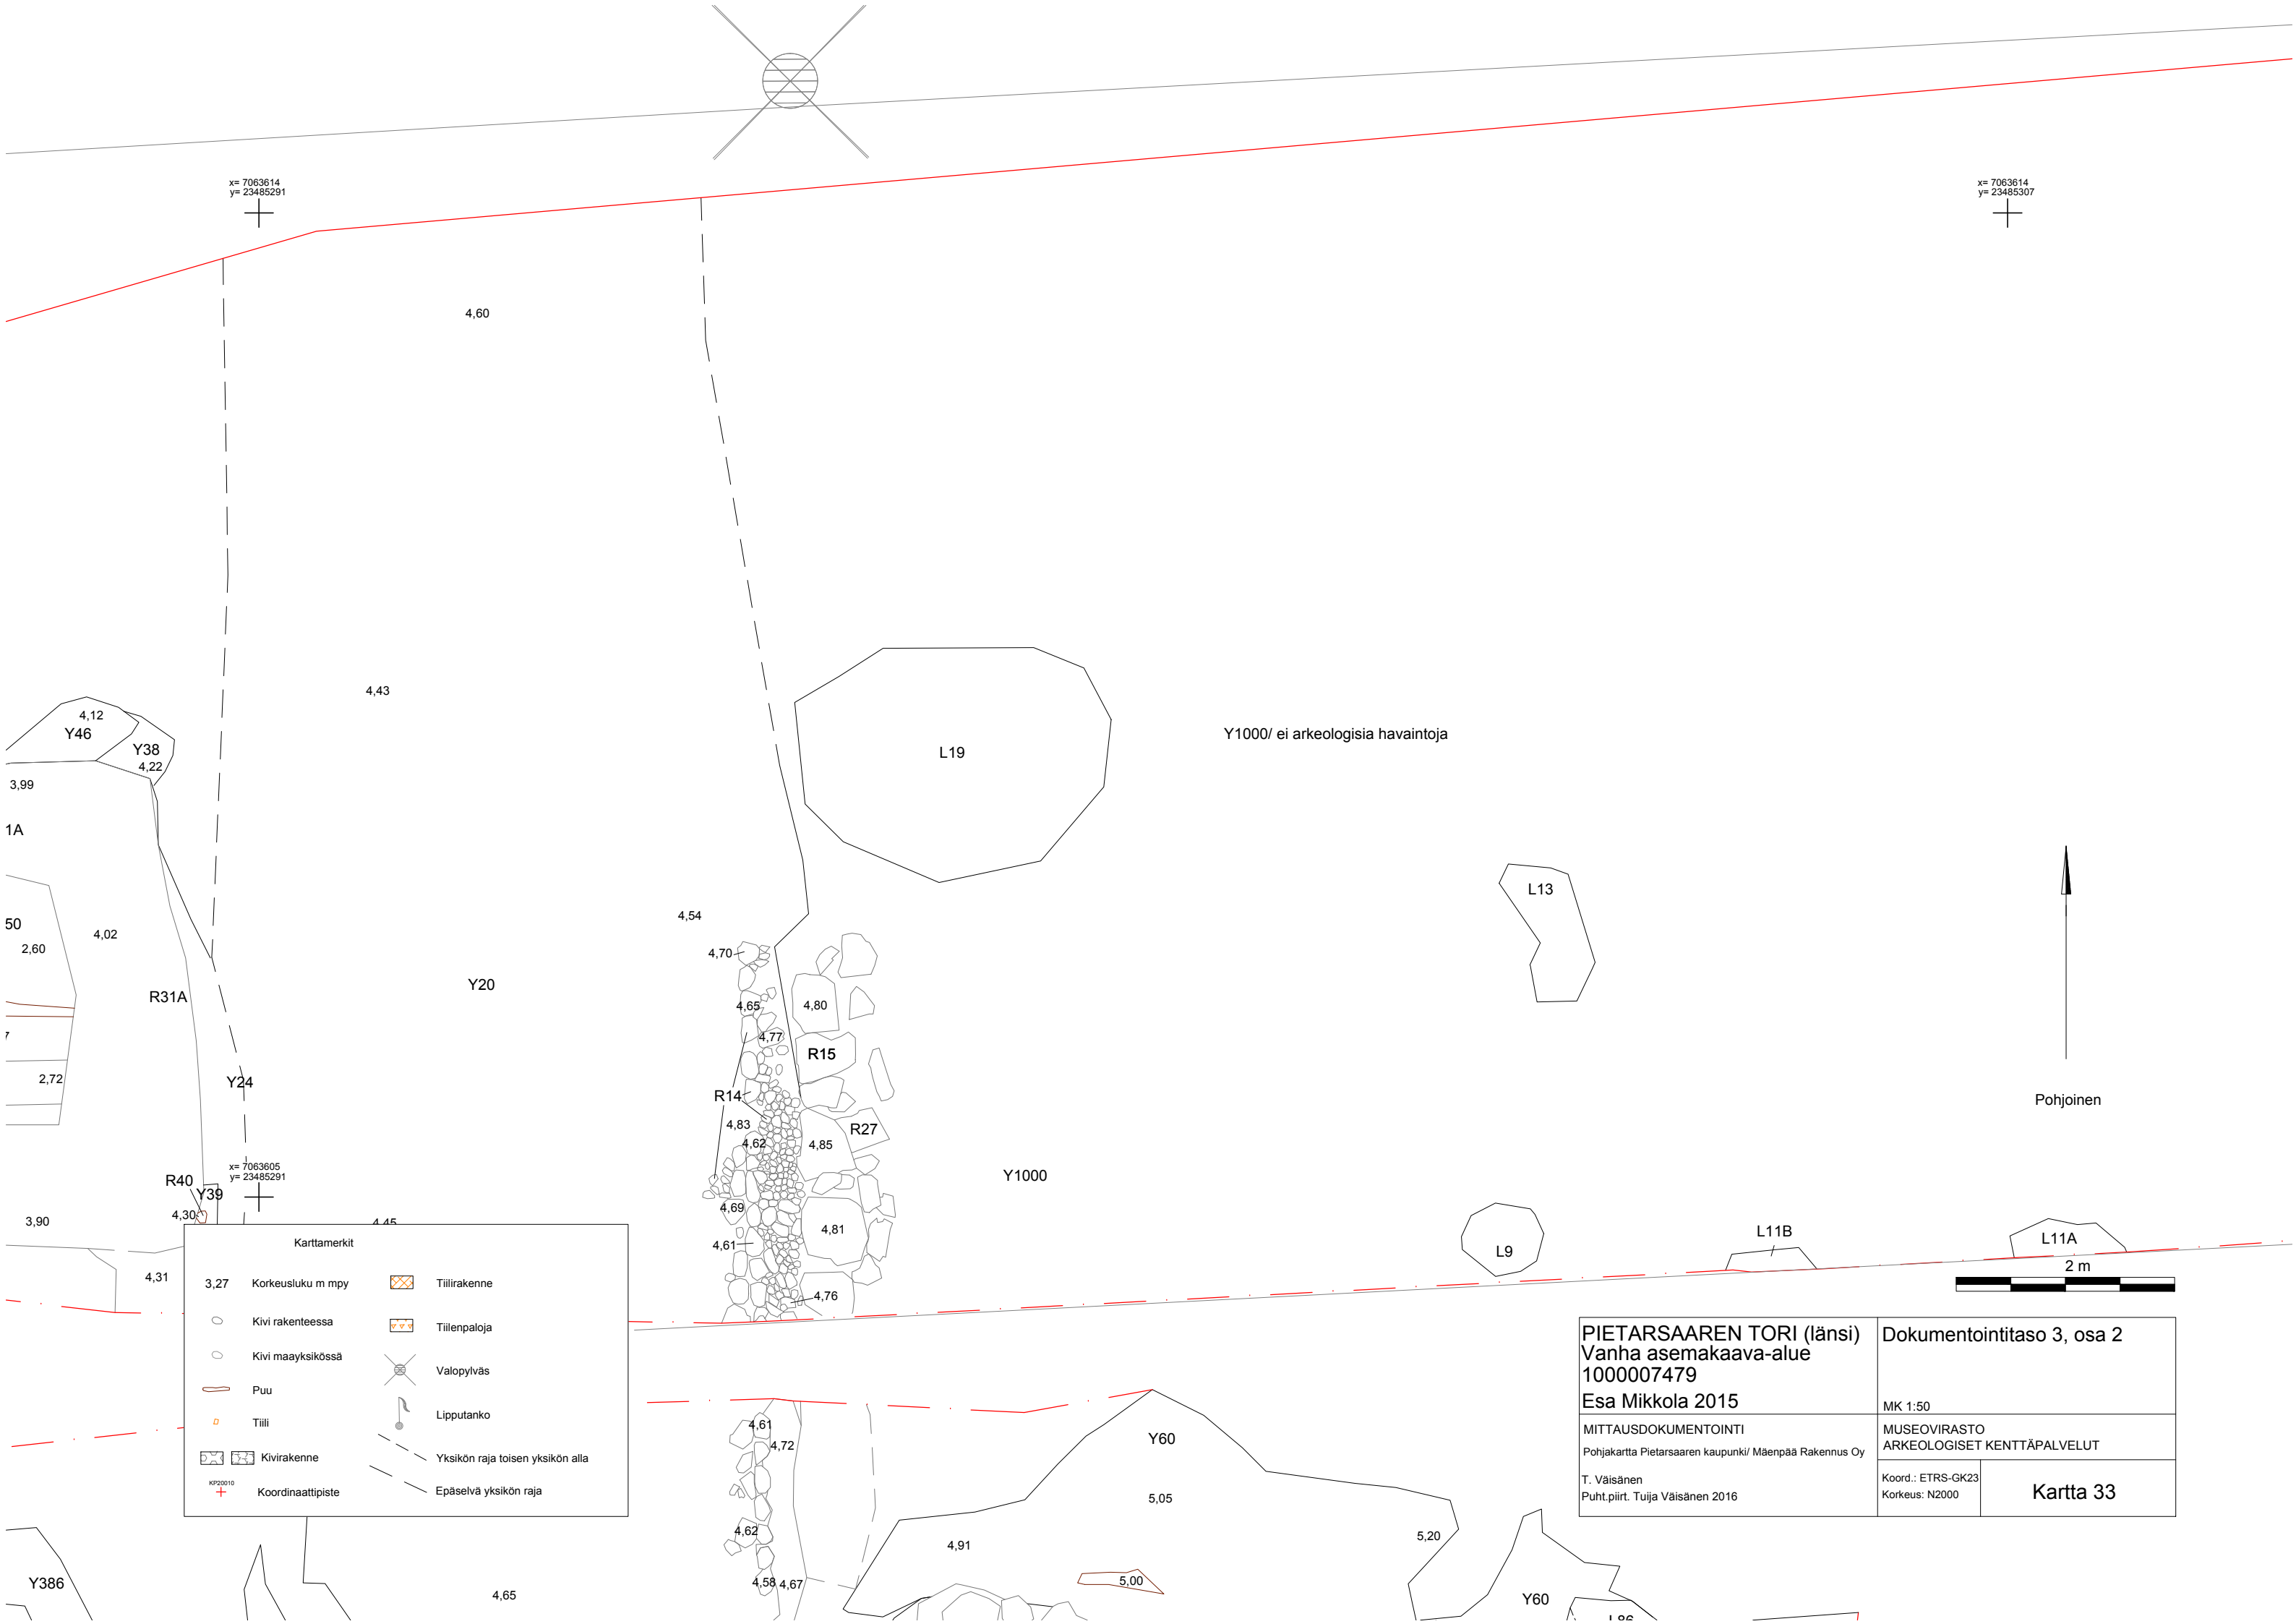 x= 7063614
y= 23485291
x= 7063614
y= 23485307
4,60
4,43
4,12
Y46
Y38
4,22
3,99
1A
L19
Y1000/ ei arkeologisia havaintoja
L13
50
2,60
4,02
4,54
4,70
R31A
Y20
4,65
4,80
4,77
R15
7
2,72
Y24
R14
4,83
4,62
4,85
R27
Pohjoinen
x= 7063605
y= 23485291
R40
Y39
4,30
3,90
4,45
4,31
Y1000
4,69
4,61
4,81
4,76
L9
L11B
L11A
2 m
Karttamerkit
3,27 Korkeusluku m mpy
Kivi rakenteessa
Kivi maayksikössä
Puu
Tiili
Kivirakenne
KP20010
Koordinaattipiste
Tiilirakenne
Tiilenpaloja
Valopylväs
Lipputanko
Yksikön raja toisen yksikön alla
Epäselvä yksikön raja
PIETARSAAREN TORI (länsi)
Vanha asemakaava-alue
1000007479
Esa Mikkola 2015
Dokumentointitaso 3, osa 2
MK 1:50
MITTAUSDOKUMENTOINTI
Pohjakartta Pietarsaaren kaupunki/ Mäenpää Rakennus Oy
T. Väisänen
Puht.piirt. Tuija Väisänen 2016
MUSEOVIRASTO
ARKEOLOGISET KENTTÄPALVELUT
Koord.: ETRS-GK23
Korkeus: N2000
Kartta 33
4,61
4,72
Y60
5,05
4,62
4,91
5,20
Y386
4,65
4,58 4,67
5,00
Y60
L86